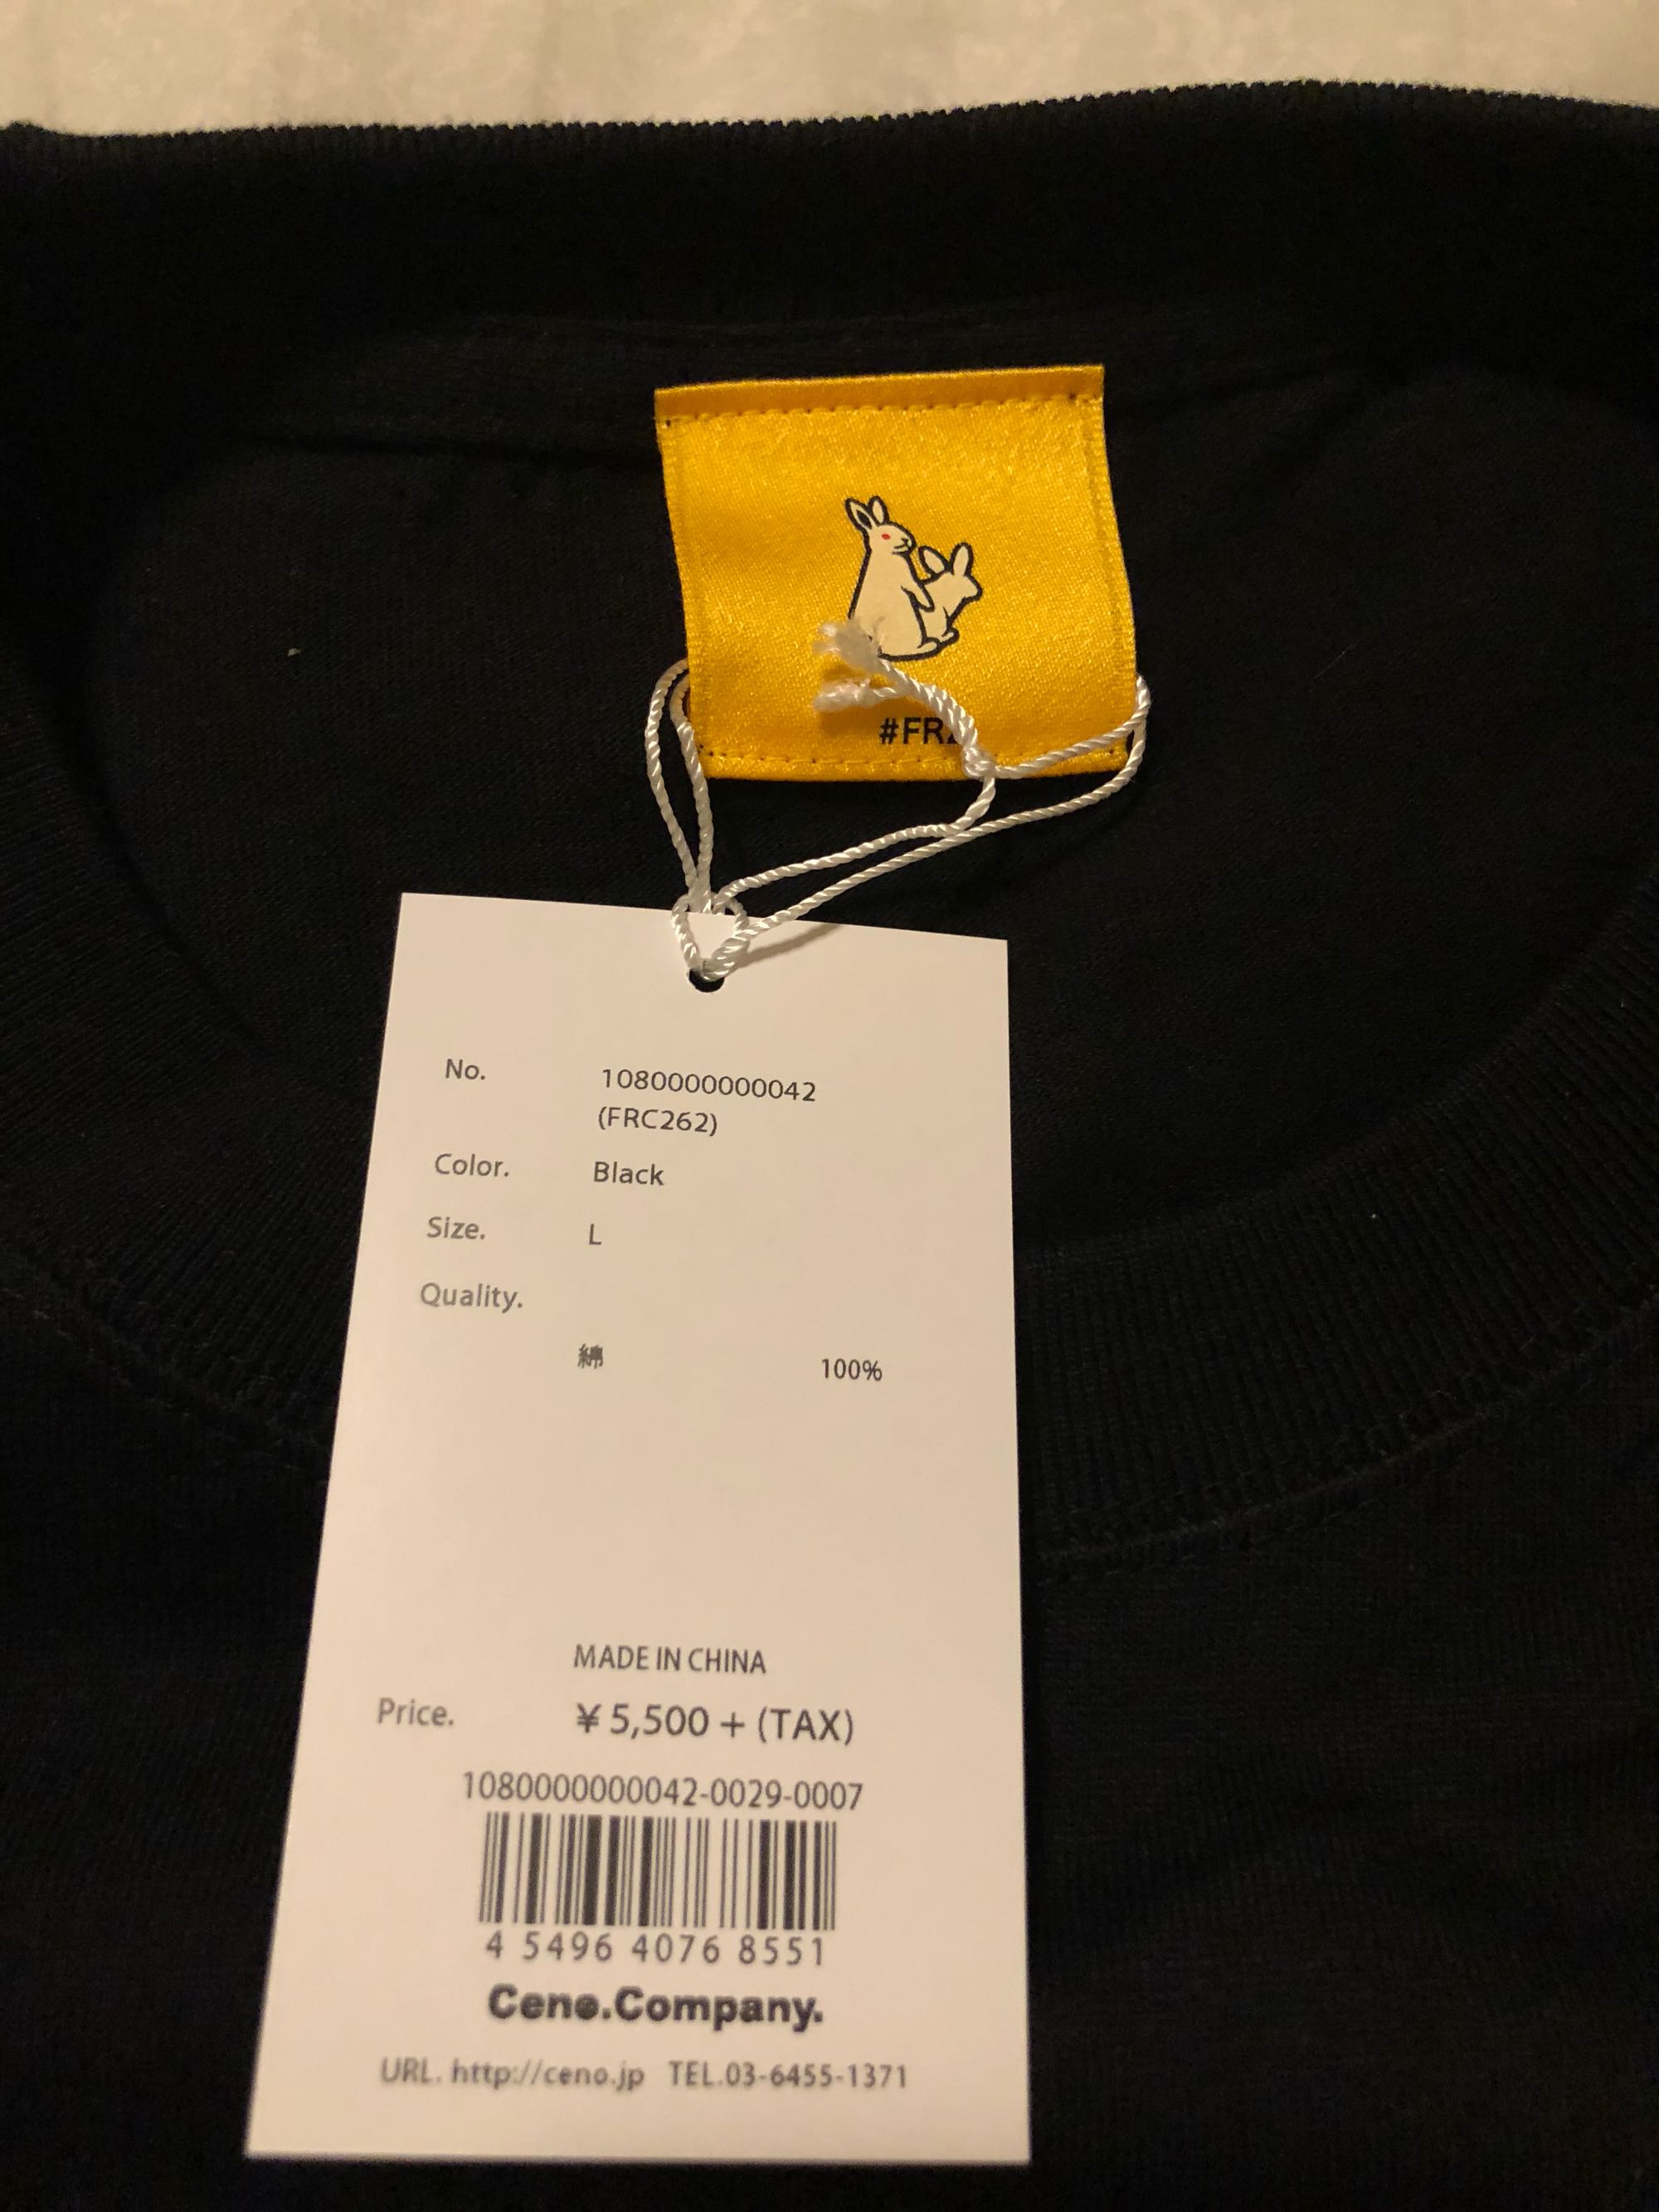 #FR2
No. 1080000000042
(FRC262)
Color. Black
Size. L
Quality.
綿 100%
MADE IN CHINA
Price. ¥ 5,500 + (TAX)
1080000000042-0029-0007
4 5496 4076 8551
Ceno.Company.
URL. http://ceno.jp TEL.03-6455-1371